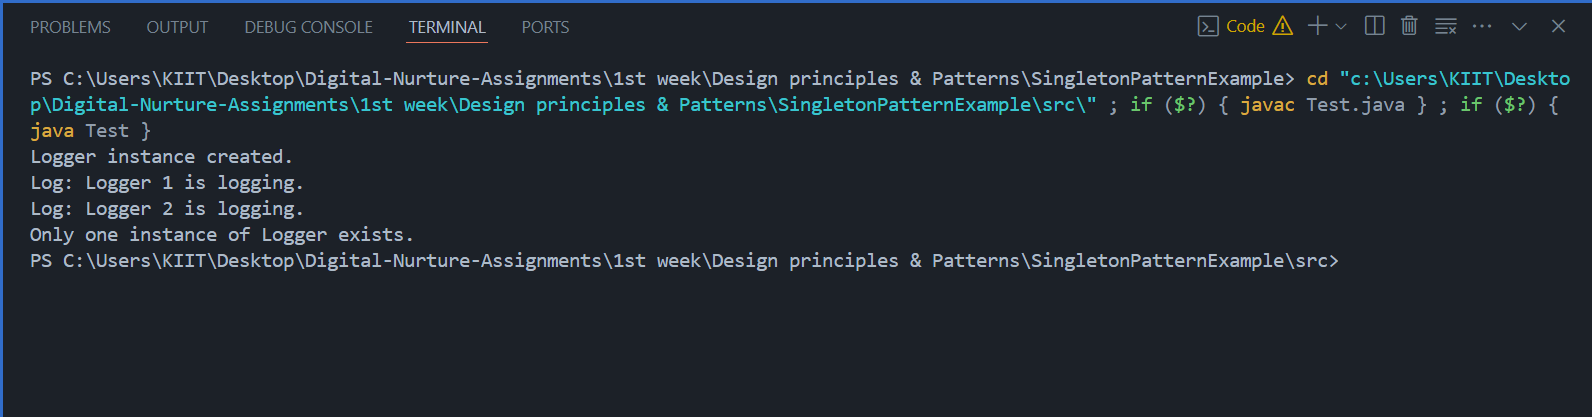 PROBLEMS OUTPUT DEBUG CONSOLE TERMINAL PORTS Code
PS C:\Users\KIIT\Desktop\Digital-Nurture-Assignments\1st week\Design principles & Patterns\SingletonPatternExample> cd "c:\Users\KIIT\Deskto
p\Digital-Nurture-Assignments\1st week\Design principles & Patterns\SingletonPatternExample\src\" ; if ($?) { javac Test.java } ; if ($?) {
java Test }
Logger instance created.
Log: Logger 1 is logging.
Log: Logger 2 is logging.
Only one instance of Logger exists.
PS C:\Users\KIIT\Desktop\Digital-Nurture-Assignments\1st week\Design principles & Patterns\SingletonPatternExample\src>